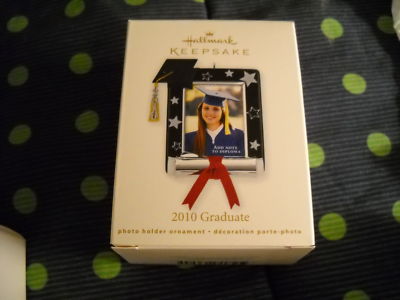 Hallmark
KEEPSAKE
ADD NOTE
TO DIPLOMA
2010 Graduate
photo holder ornament • décoration porte-photo